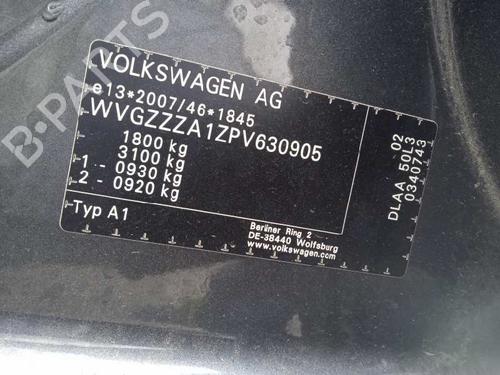 B-PARTS
VOLKSWAGEN AG
e13*2007/46*1845
WVGZZZA1ZPV630905
1800 kg
3100 kg
1 - 0930 kg
2 - 0920 kg
Typ A1
Berliner Ring 2
DE-38440 Wolfsburg
www.volkswagen.com
02
DLAA 50L3
0340743